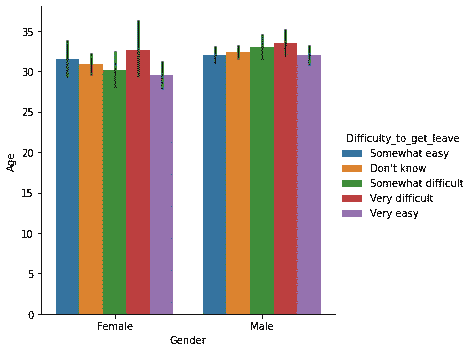 35
30
25
20
15
10
5
0
Age
Female
Male
Gender
Difficulty_to_get_leave
Somewhat easy
Don't know
Somewhat difficult
Very difficult
Very easy